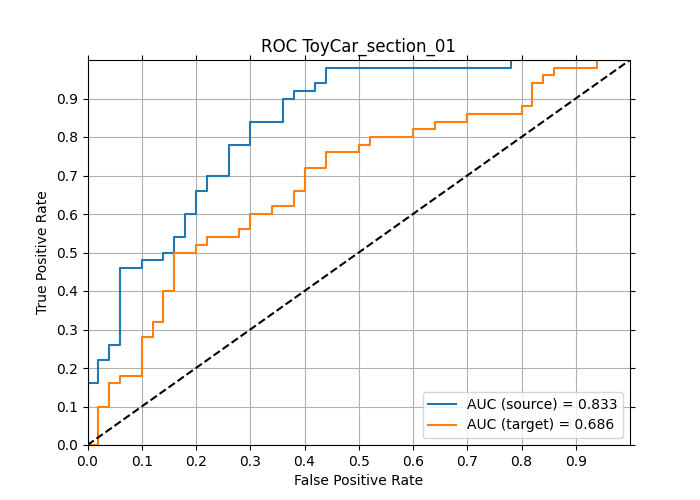 ROC ToyCar_section_01
0.9
0.8
0.7
0.6
0.5
0.4
0.3
0.2
0.1
0.0
True Positive Rate
AUC (source) = 0.833
AUC (target) = 0.686
0.0 0.1 0.2 0.3 0.4 0.5 0.6 0.7 0.8 0.9
False Positive Rate